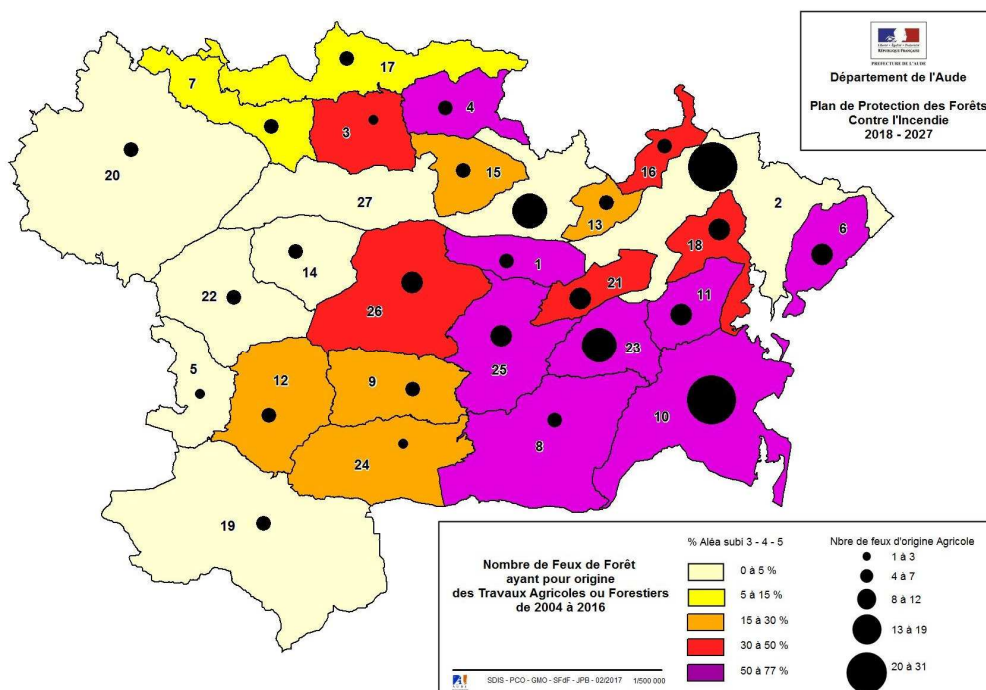 PREFECTURE DE L'AUDE
Département de l'Aude
Plan de Protection des Forêts
Contre l'Incendie
2018 - 2027
17
7
4
3
15
20
16
27
2
13
6
18
1
14
21
11
22
26
23
25
5
12
9
10
8
24
19
Nombre de Feux de Forêt
ayant pour origine
des Travaux Agricoles ou Forestiers
de 2004 à 2016
SDIS - PCO - GMO - SFdF - JPB - 02/2017 1/500 000
% Aléa subi 3 - 4 - 5
0 à 5 %
5 à 15 %
15 à 30 %
30 à 50 %
50 à 77 %
Nbre de feux d'origine Agricole
1 à 3
4 à 7
8 à 12
13 à 19
20 à 31